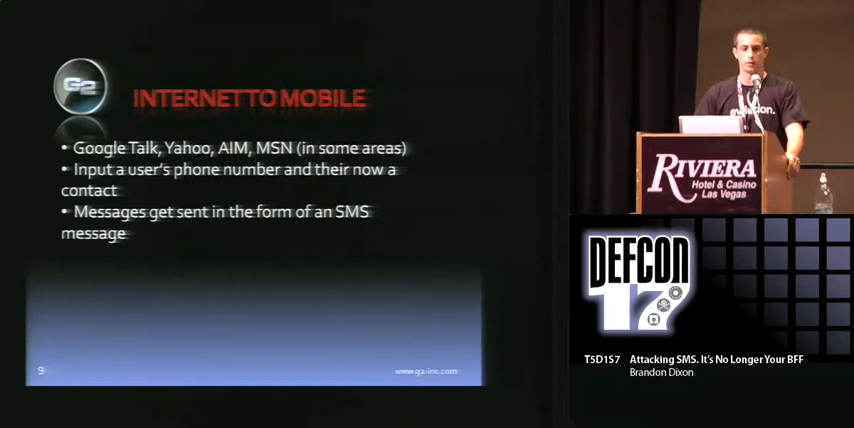 G2
INTERNET TO MOBILE
• Google Talk, Yahoo, AIM, MSN (in some areas)
• Input a user's phone number and their now a
contact
• Messages get sent in the form of an SMS
message
9
www.g2-inc.com
RIVIERA
Hotel & Casino
Las Vegas
DEFCON
17
T5D1S7 Attacking SMS. It's No Longer Your BFF
Brandon Dixon